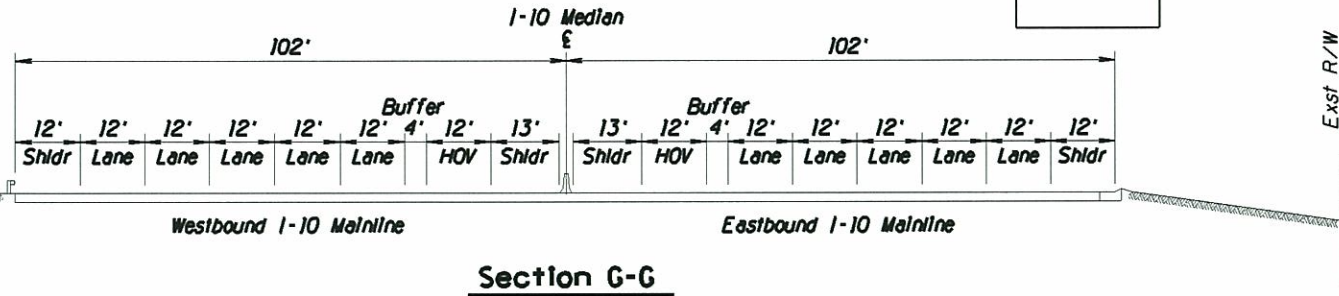 I-10 Median
℄
102' 102'
Exst R/W
Buffer Buffer
12' 12' 12' 12' 12' 12' 4' 12' 13' 13' 12' 4' 12' 12' 12' 12' 12' 12'
Shldr Lane Lane Lane Lane Lane HOV Shldr Shldr HOV Lane Lane Lane Lane Lane Shldr
Westbound I-10 Mainline Eastbound I-10 Mainline
Section G-G